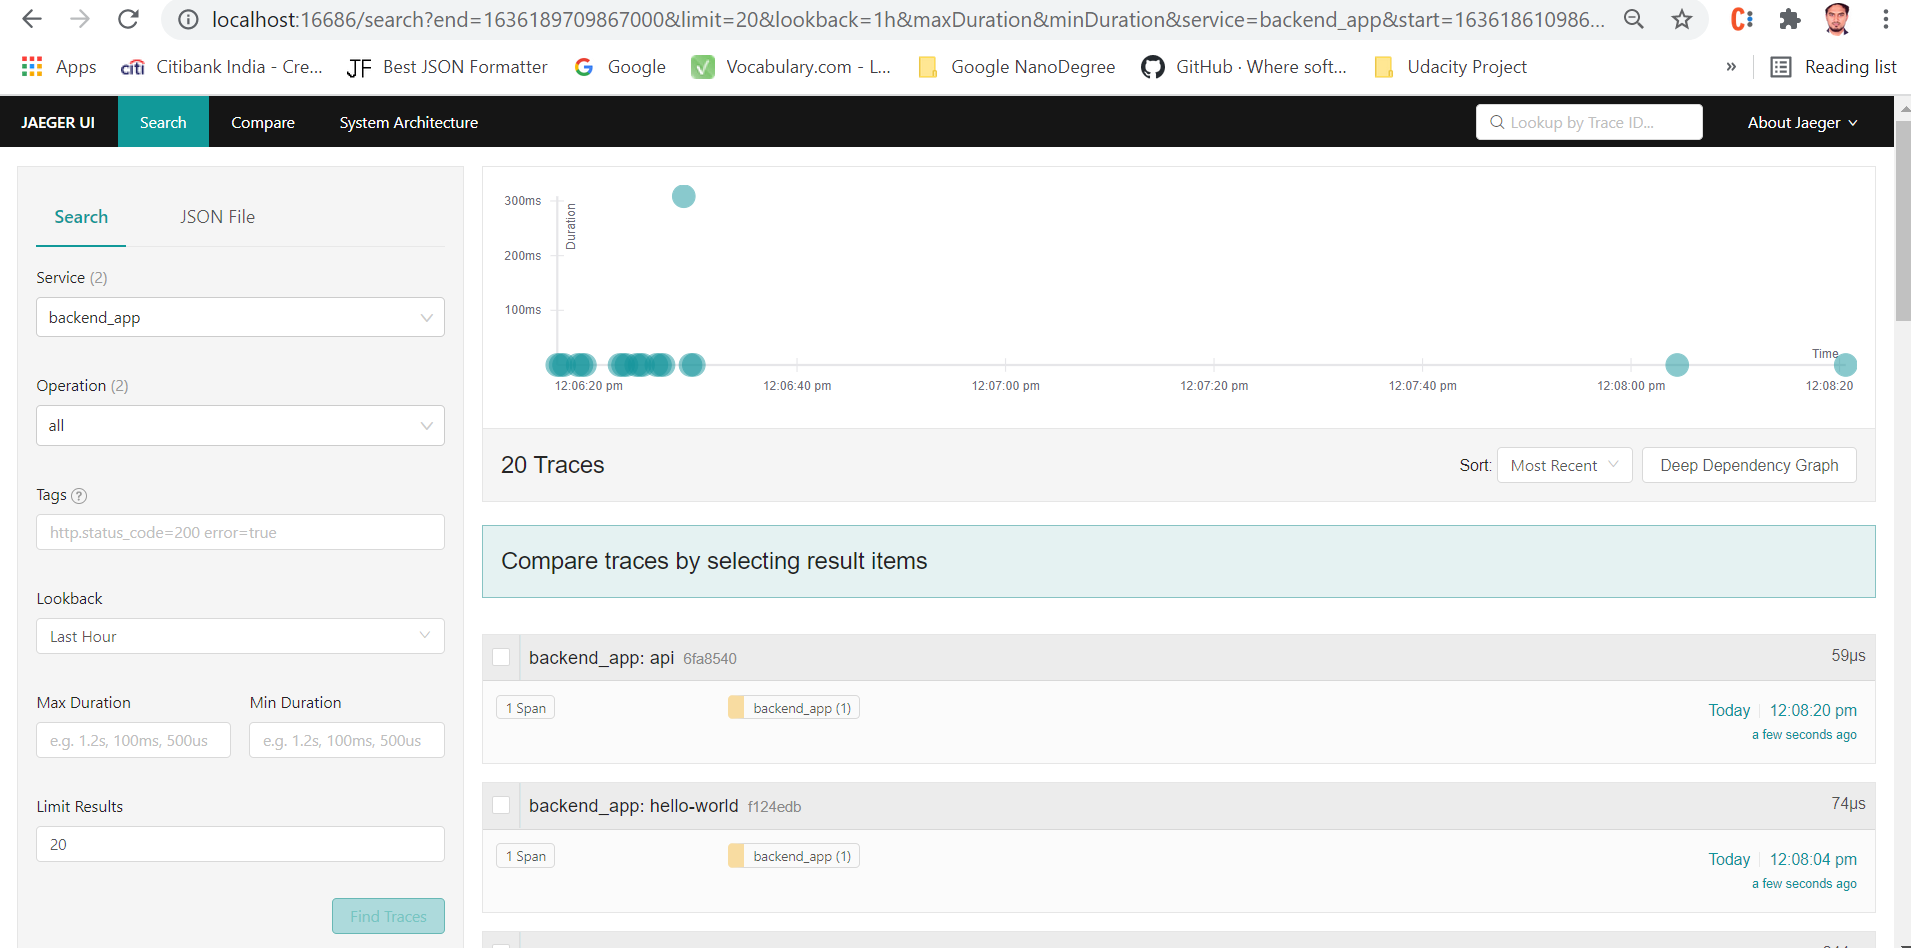 localhost:16686/search?end=1636189709867000&limit=20&lookback=1h&maxDuration&minDuration&service=backend_app&start=163618610986...
Apps
Citibank India - Cre...
JF Best JSON Formatter
Google
Vocabulary.com - L...
Google NanoDegree
GitHub · Where soft...
Udacity Project
»
Reading list
JAEGER UI
Search
Compare
System Architecture
Lookup by Trace ID...
About Jaeger
Search
JSON File
Service (2)
backend_app
Operation (2)
all
Tags ?
http.status_code=200 error=true
Lookback
Last Hour
Max Duration
Min Duration
e.g. 1.2s, 100ms, 500us
e.g. 1.2s, 100ms, 500us
Limit Results
20
Find Traces
300ms
200ms
100ms
Duration
Time
12:06:20 pm
12:06:40 pm
12:07:00 pm
12:07:20 pm
12:07:40 pm
12:08:00 pm
12:08:20
20 Traces
Sort: Most Recent
Deep Dependency Graph
Compare traces by selecting result items
backend_app: api 6fa8540
59μs
1 Span
backend_app (1)
Today 12:08:20 pm
a few seconds ago
backend_app: hello-world f124edb
74μs
1 Span
backend_app (1)
Today 12:08:04 pm
a few seconds ago